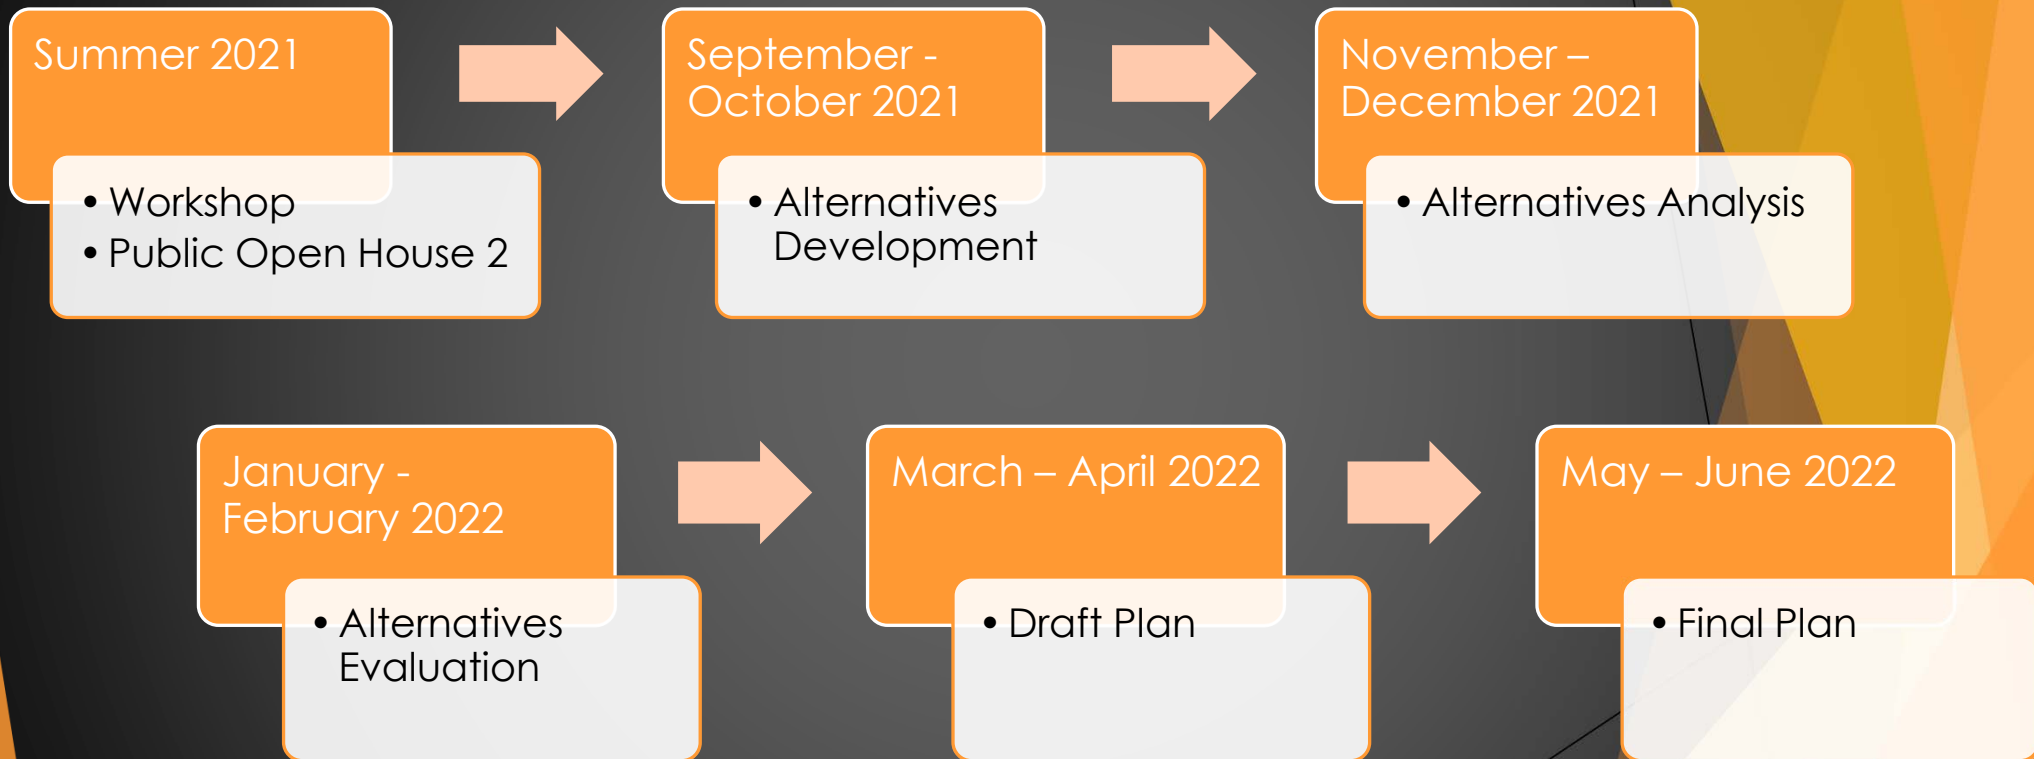 Summer 2021
• Workshop
• Public Open House 2
September -
October 2021
• Alternatives
Development
November –
December 2021
• Alternatives Analysis
January -
February 2022
• Alternatives
Evaluation
March – April 2022
• Draft Plan
May – June 2022
• Final Plan